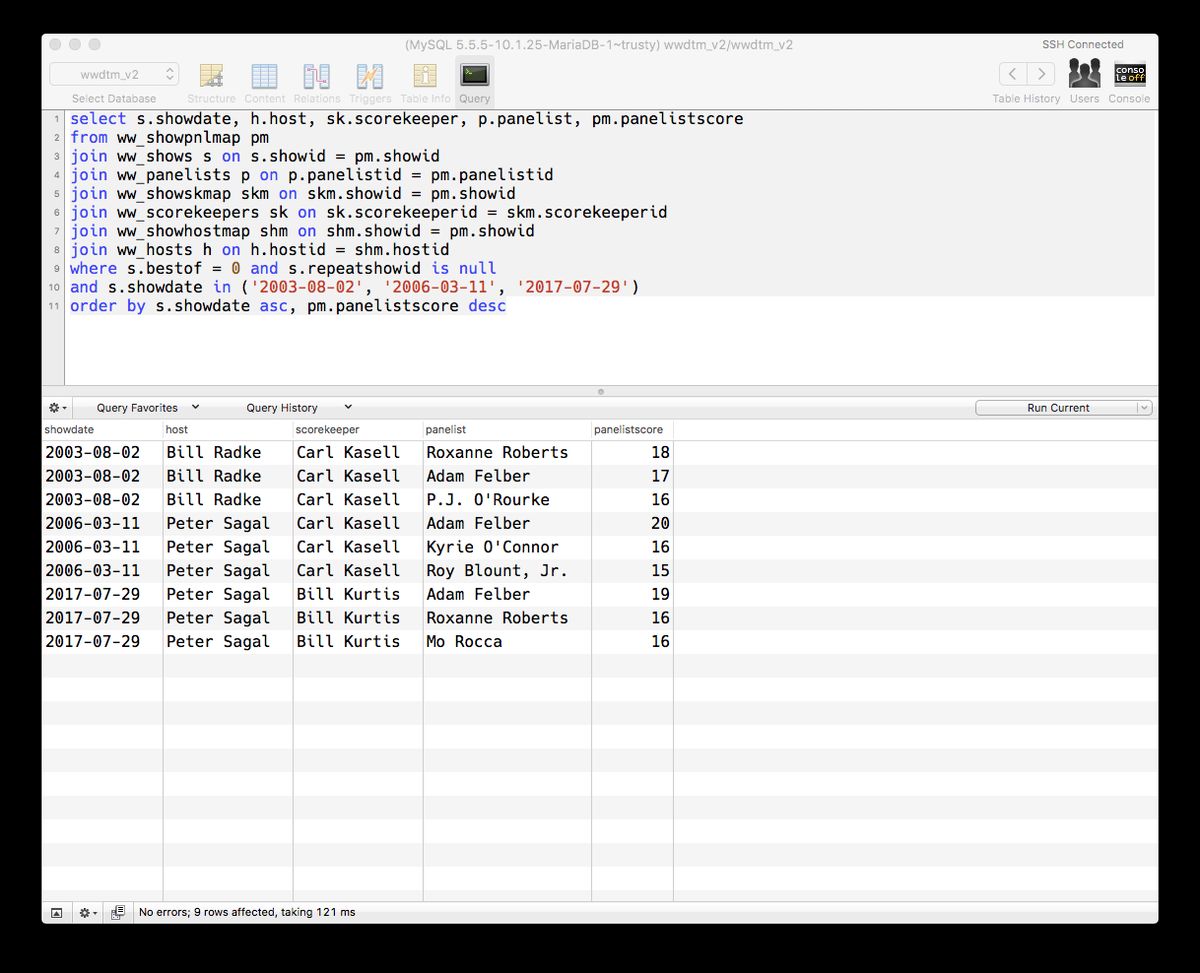 (MySQL 5.5.5-10.1.25-MariaDB-1~trusty) wwdtm_v2/wwdtm_v2
SSH Connected
wwdtm_v2
conso
le off
Select Database Structure Content Relations Triggers Table Info Query Table History Users Console
1 select s.showdate, h.host, sk.scorekeeper, p.panelist, pm.panelistscore
2 from ww_showpnlmap pm
3 join ww_shows s on s.showid = pm.showid
4 join ww_panelists p on p.panelistid = pm.panelistid
5 join ww_showskmap skm on skm.showid = pm.showid
6 join ww_scorekeepers sk on sk.scorekeeperid = skm.scorekeeperid
7 join ww_showhostmap shm on shm.showid = pm.showid
8 join ww_hosts h on h.hostid = shm.hostid
9 where s.bestof = 0 and s.repeatshowid is null
10 and s.showdate in ('2003-08-02', '2006-03-11', '2017-07-29')
11 order by s.showdate asc, pm.panelistscore desc
Query Favorites Query History Run Current
showdate host scorekeeper panelist panelistscore
2003-08-02 Bill Radke Carl Kasell Roxanne Roberts 18
2003-08-02 Bill Radke Carl Kasell Adam Felber 17
2003-08-02 Bill Radke Carl Kasell P.J. O'Rourke 16
2006-03-11 Peter Sagal Carl Kasell Adam Felber 20
2006-03-11 Peter Sagal Carl Kasell Kyrie O'Connor 16
2006-03-11 Peter Sagal Carl Kasell Roy Blount, Jr. 15
2017-07-29 Peter Sagal Bill Kurtis Adam Felber 19
2017-07-29 Peter Sagal Bill Kurtis Roxanne Roberts 16
2017-07-29 Peter Sagal Bill Kurtis Mo Rocca 16
No errors; 9 rows affected, taking 121 ms